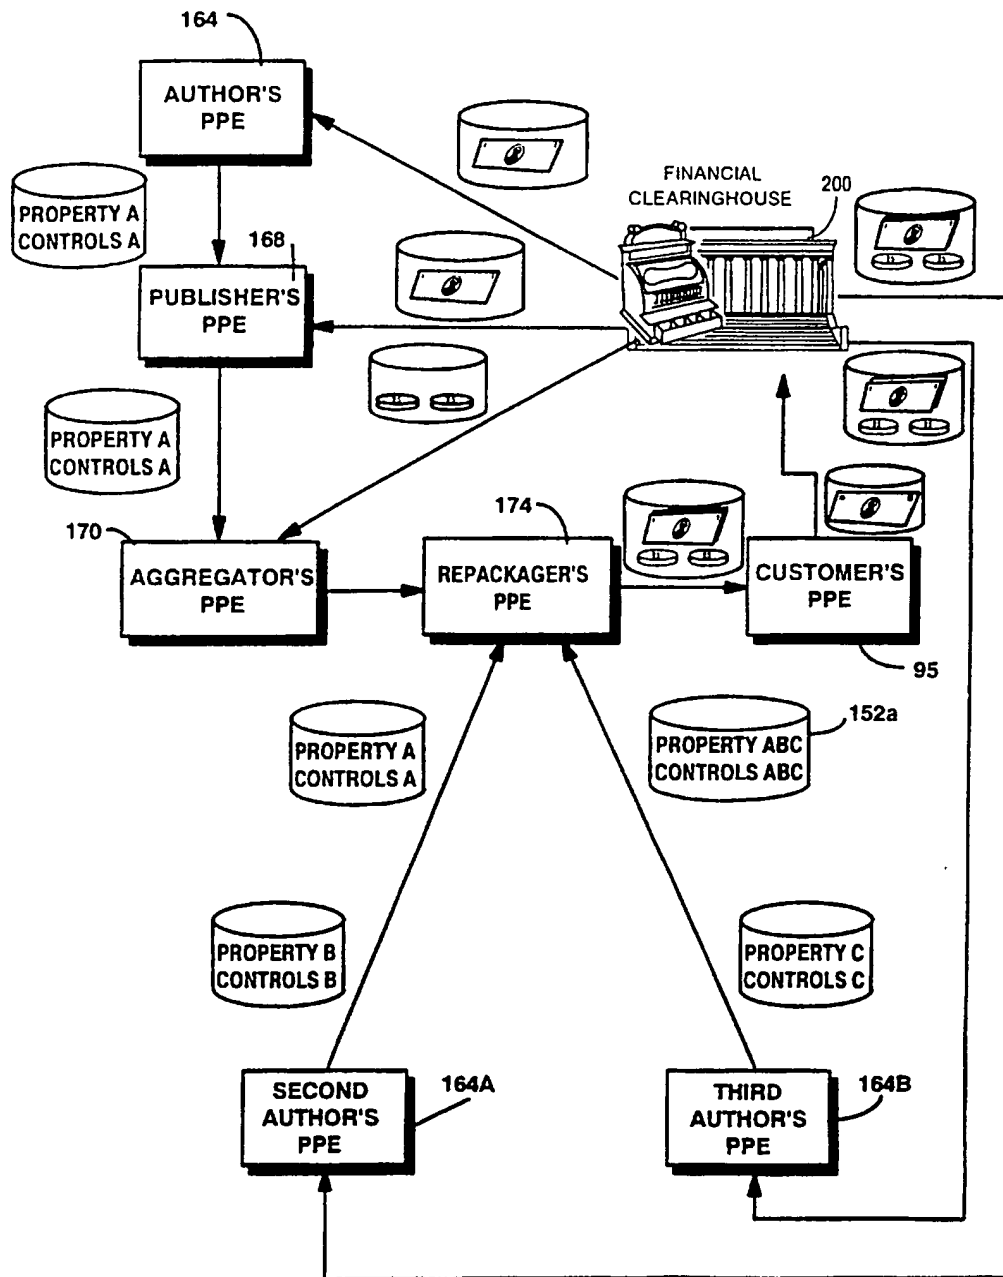 164
AUTHOR'S
PPE
FINANCIAL
CLEARINGHOUSE
200
PROPERTY A
CONTROLS A
168
PUBLISHER'S
PPE
PROPERTY A
CONTROLS A
170
AGGREGATOR'S
PPE
174
REPACKAGER'S
PPE
CUSTOMER'S
PPE
95
PROPERTY A
CONTROLS A
152a
PROPERTY ABC
CONTROLS ABC
PROPERTY B
CONTROLS B
PROPERTY C
CONTROLS C
SECOND
AUTHOR'S
PPE
164A
THIRD
AUTHOR'S
PPE
164B